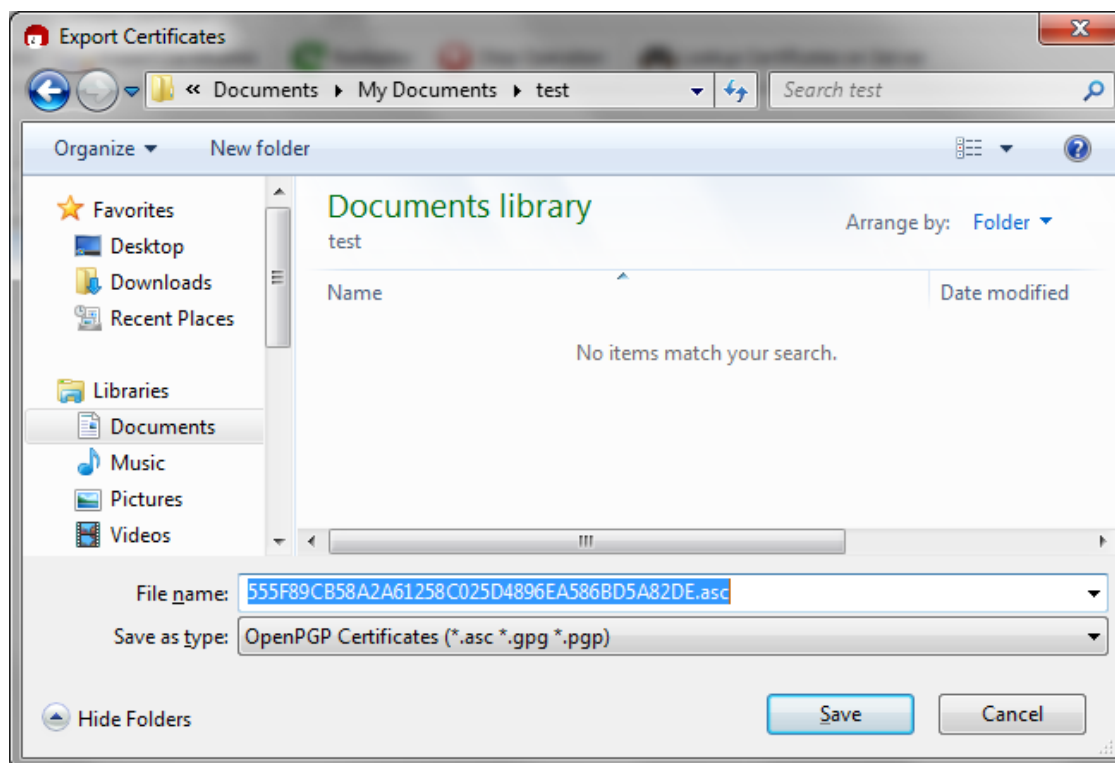 Export Certificates
« Documents ▸ My Documents ▸ test
Search test
Organize
New folder
Favorites
Desktop
Downloads
Recent Places
Libraries
Documents
Music
Pictures
Videos
Documents library
test
Arrange by: Folder
Name
Date modified
No items match your search.
File name: 555F89CB58A2A61258C025D4896EA586BD5A82DE.asc
Save as type: OpenPGP Certificates (*.asc *.gpg *.pgp)
Hide Folders
Save
Cancel